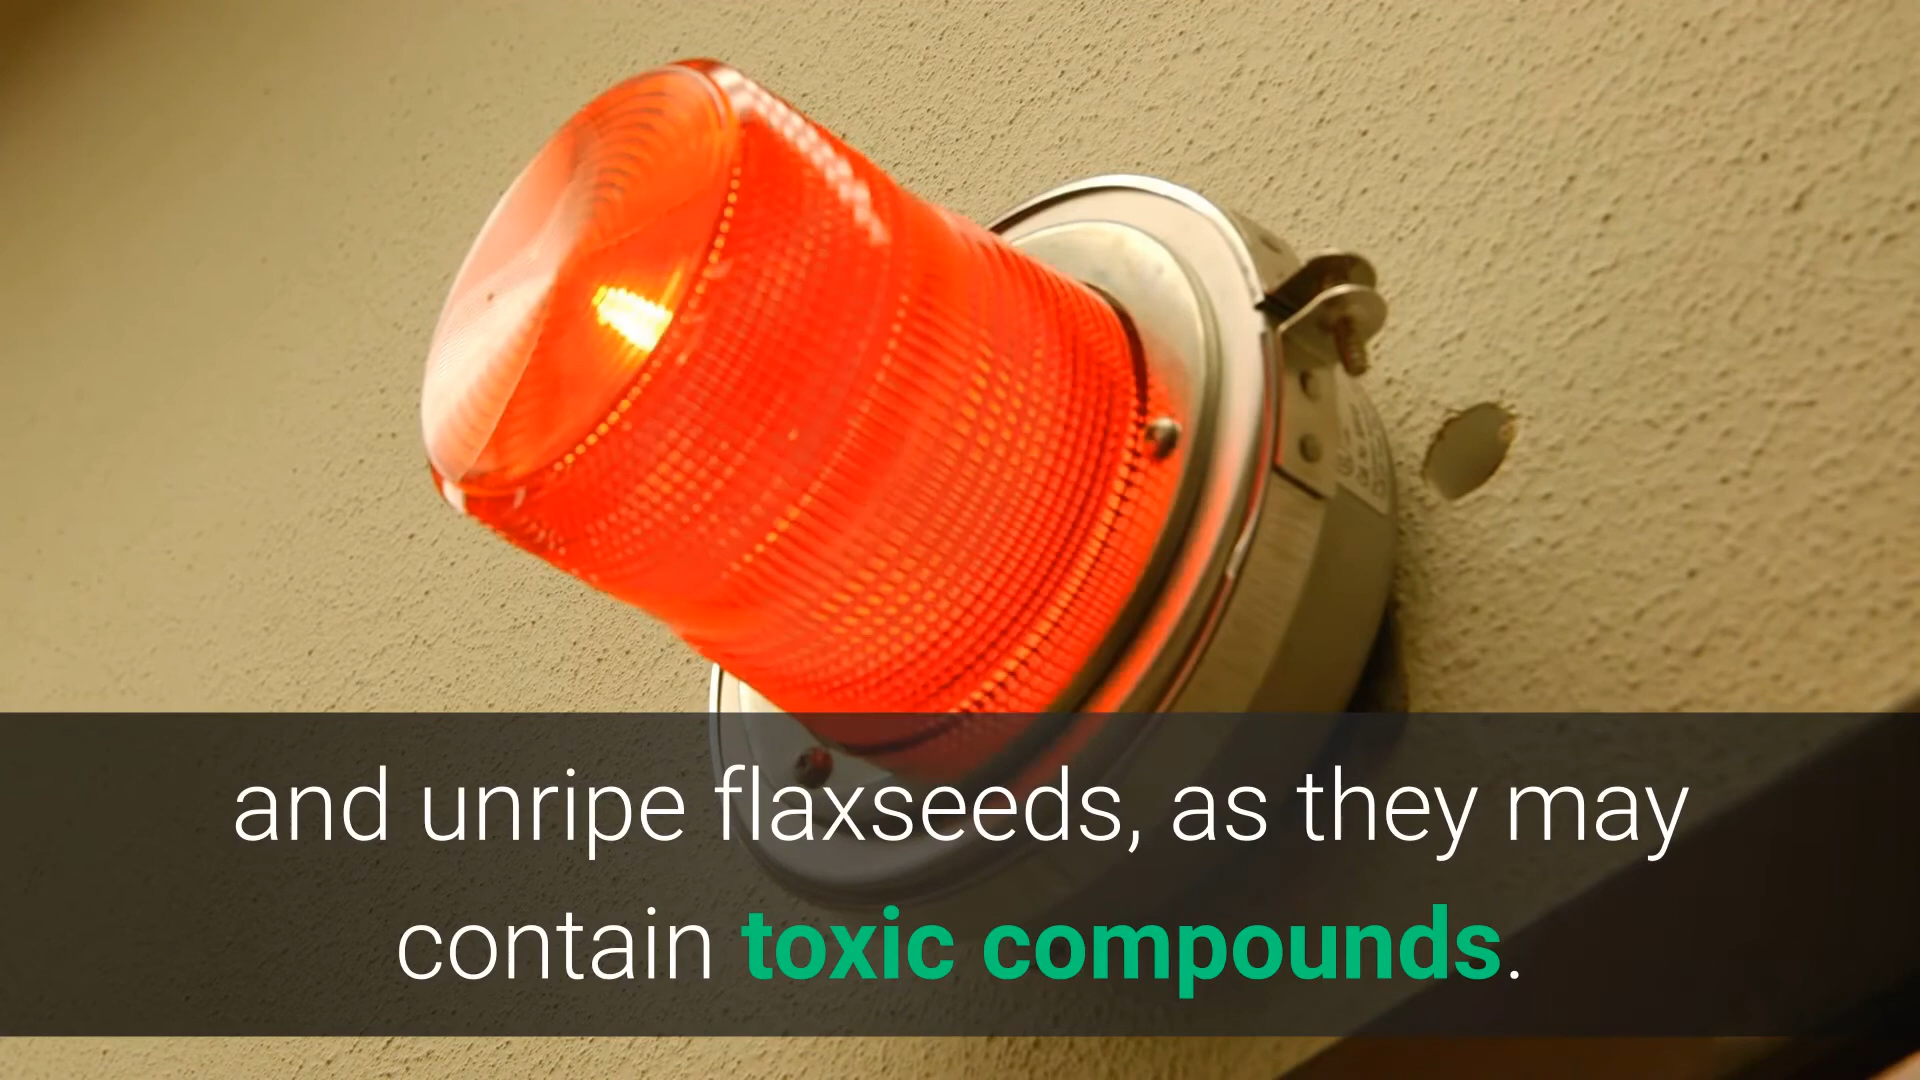 and unripe flaxseeds, as they may
contain toxic compounds.